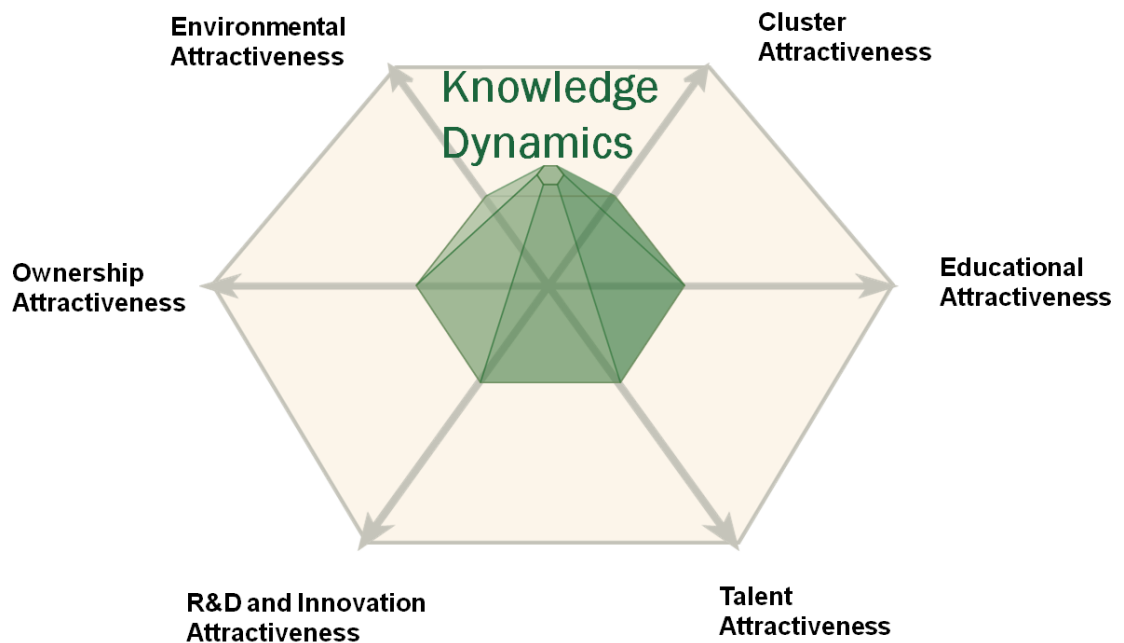 Environmental
Attractiveness
Cluster
Attractiveness
Knowledge
Dynamics
Ownership
Attractiveness
Educational
Attractiveness
R&D and Innovation
Attractiveness
Talent
Attractiveness